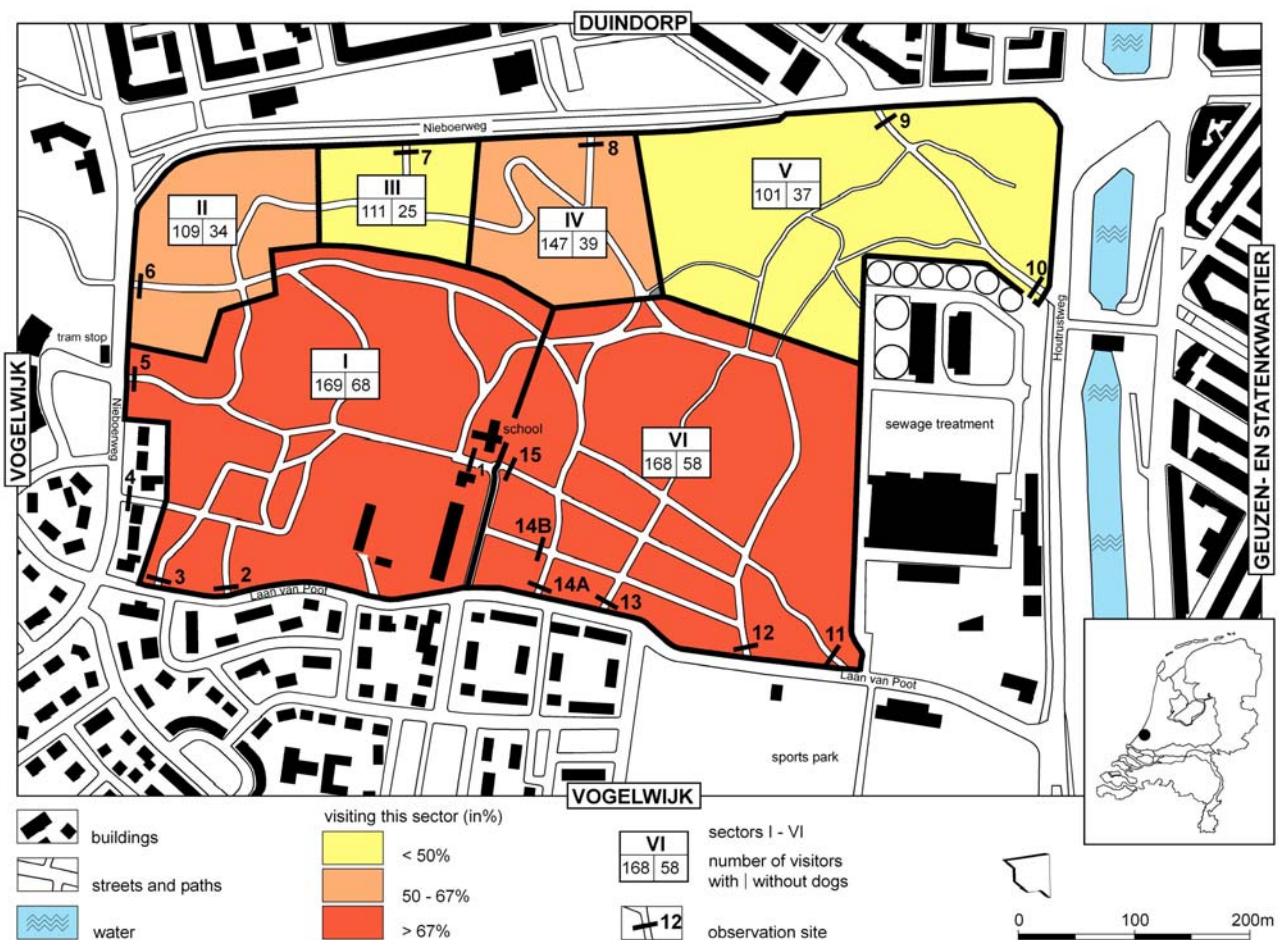 DUINDORP
Nieboerweg
9
8
7
V
101 37
III
111 25
II
109 34
IV
147 39
6
10
tram stop
5
I
169 68
Houtrustweg
VOGELWIJK
Nieboerweg
GEUZEN- EN STATENKWARTIER
school
sewage treatment
VI
168 58
1
15
4
14B
3
2
14A
13
Laan van Poot
12
11
Laan van Poot
sports park
VOGELWIJK
buildings
streets and paths
water
visiting this sector (in%)
< 50%
50 - 67%
> 67%
VI
168 58
sectors I - VI
number of visitors
with | without dogs
12
observation site
0 100 200m